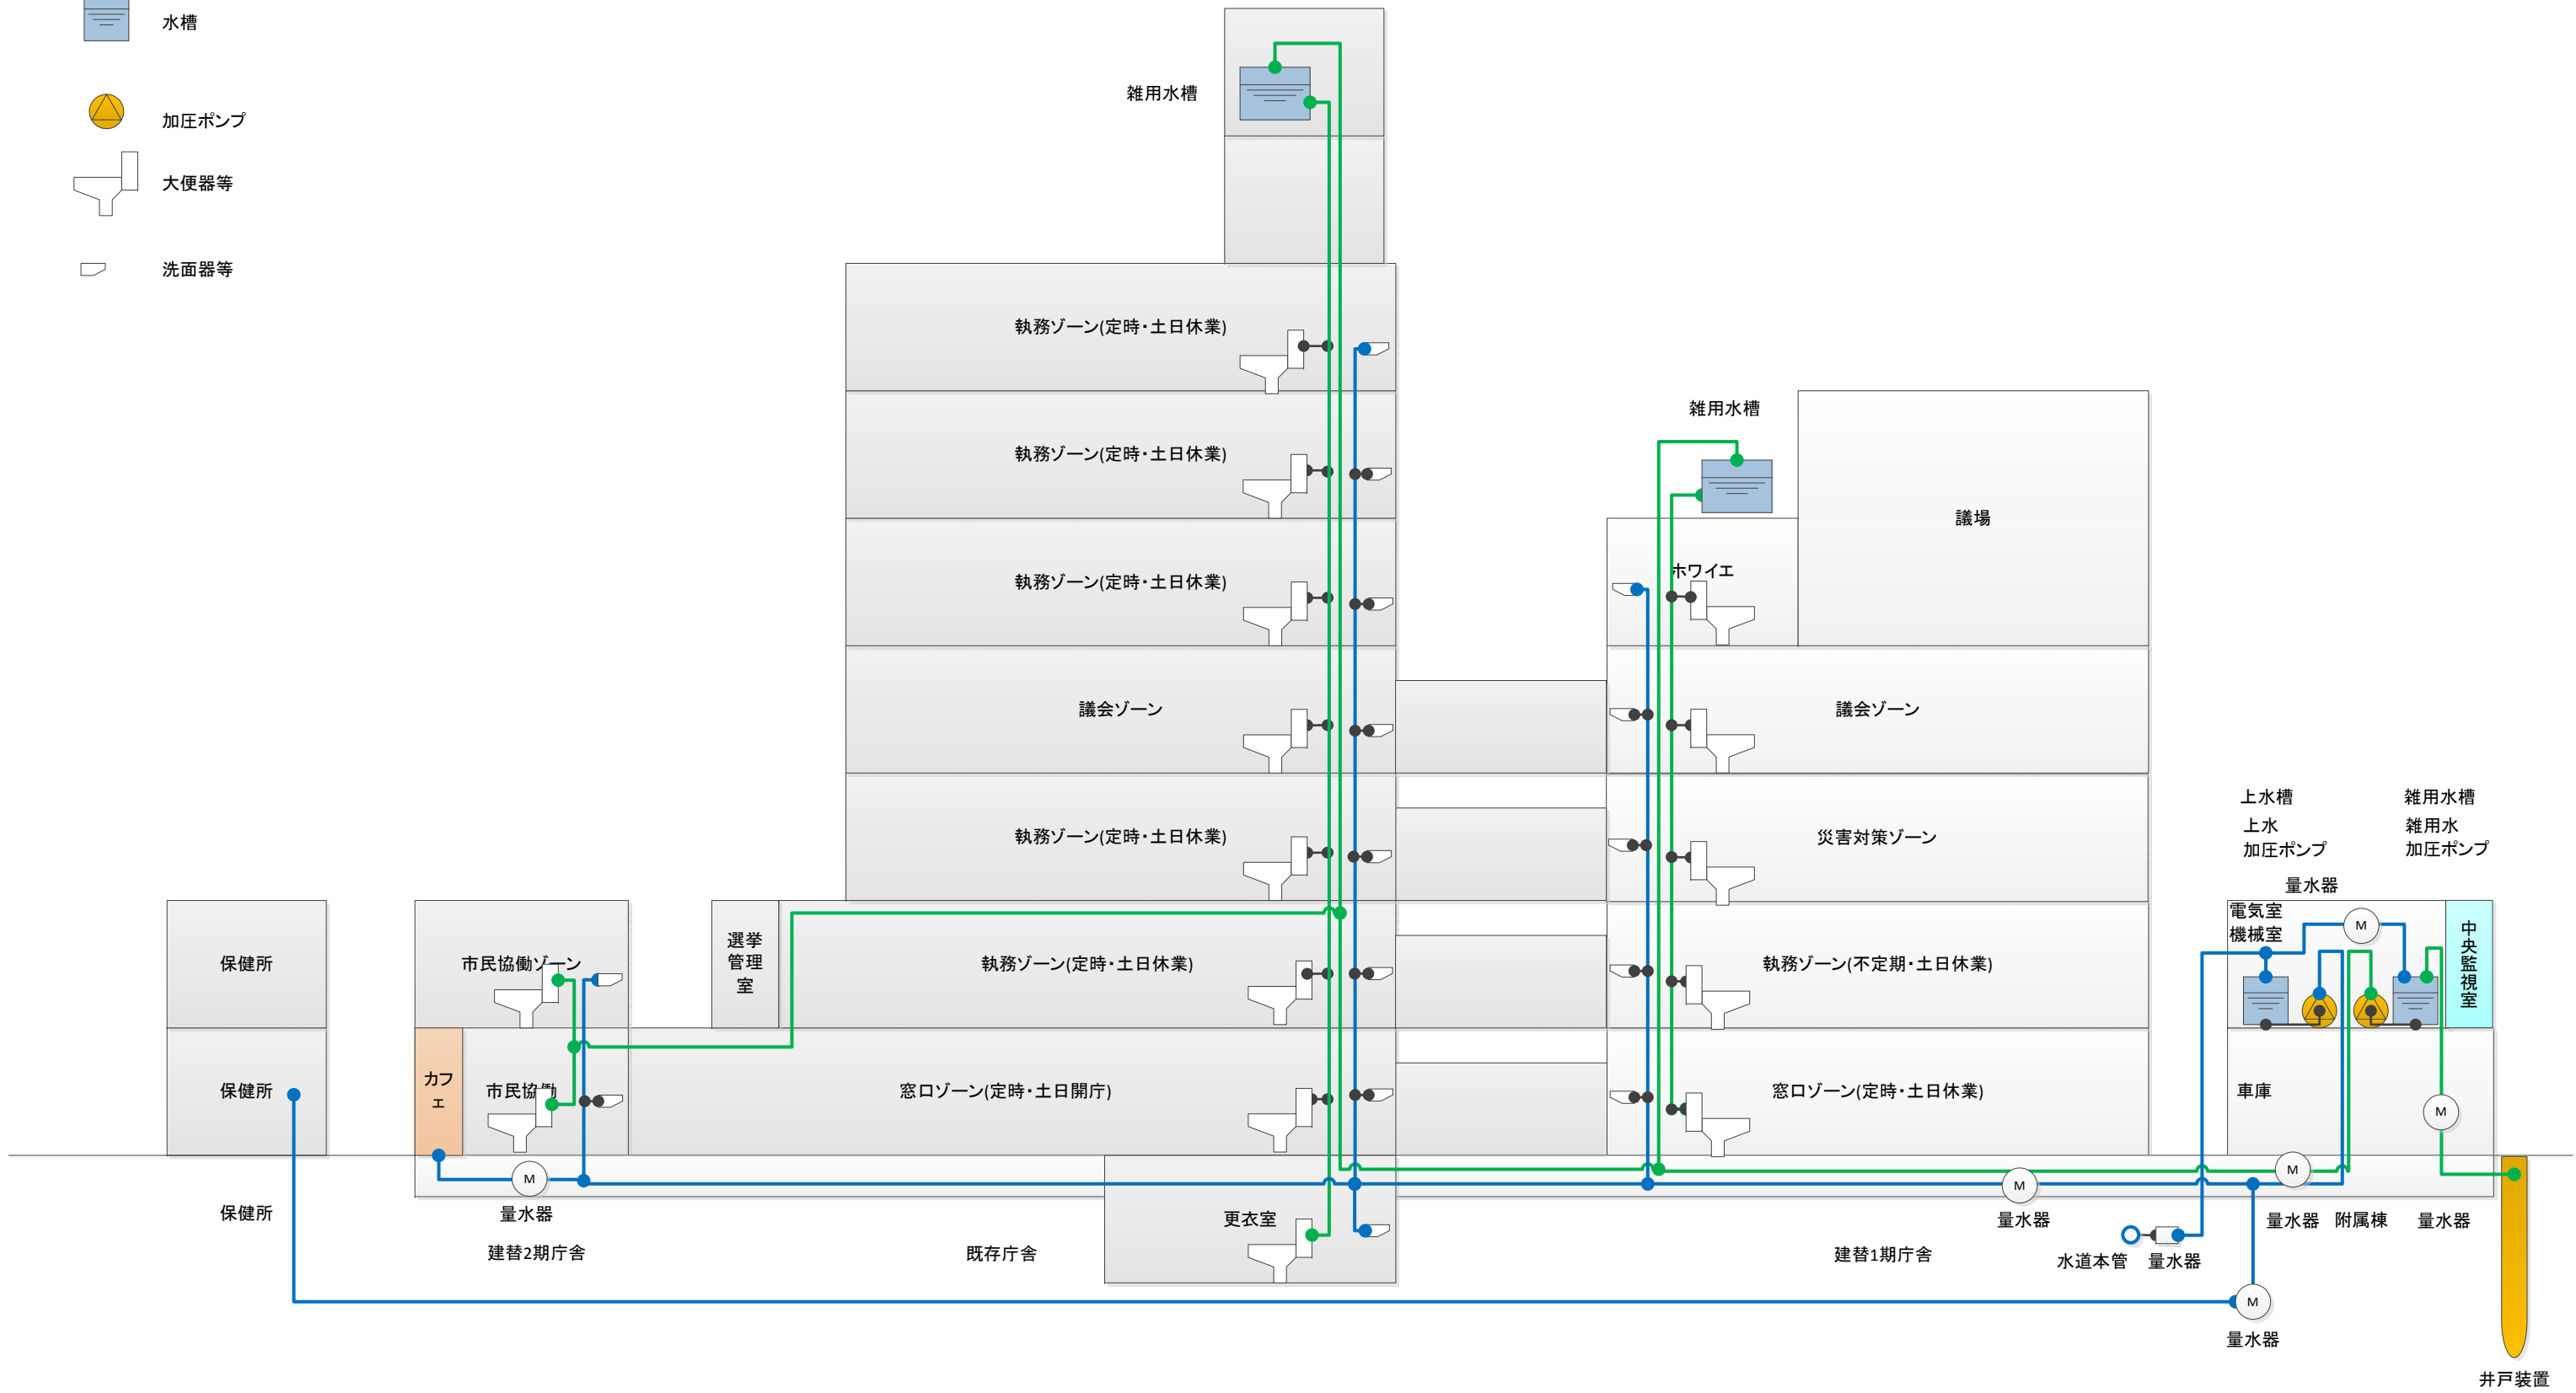 水槽
加圧ポンプ
大便器等
洗面器等
雑用水槽
執務ゾーン(定時・土日休業)
執務ゾーン(定時・土日休業)
雑用水槽
執務ゾーン(定時・土日休業)
議場
ホワイエ
議会ゾーン
議会ゾーン
執務ゾーン(定時・土日休業)
災害対策ゾーン
上水槽
上水
加圧ポンプ
雑用水槽
雑用水
加圧ポンプ
量水器
保健所
市民協働ゾーン
選挙
管理
室
執務ゾーン(定時・土日休業)
執務ゾーン(不定期・土日休業)
電気室
機械室
M
中央監視室
保健所
カフ
ェ
市民協働
窓口ゾーン(定時・土日開庁)
窓口ゾーン(定時・土日休業)
車庫
M
M
M
M
保健所
量水器
更衣室
量水器
量水器
附属棟
量水器
建替2期庁舎
既存庁舎
建替1期庁舎
水道本管
量水器
M
量水器
井戸装置